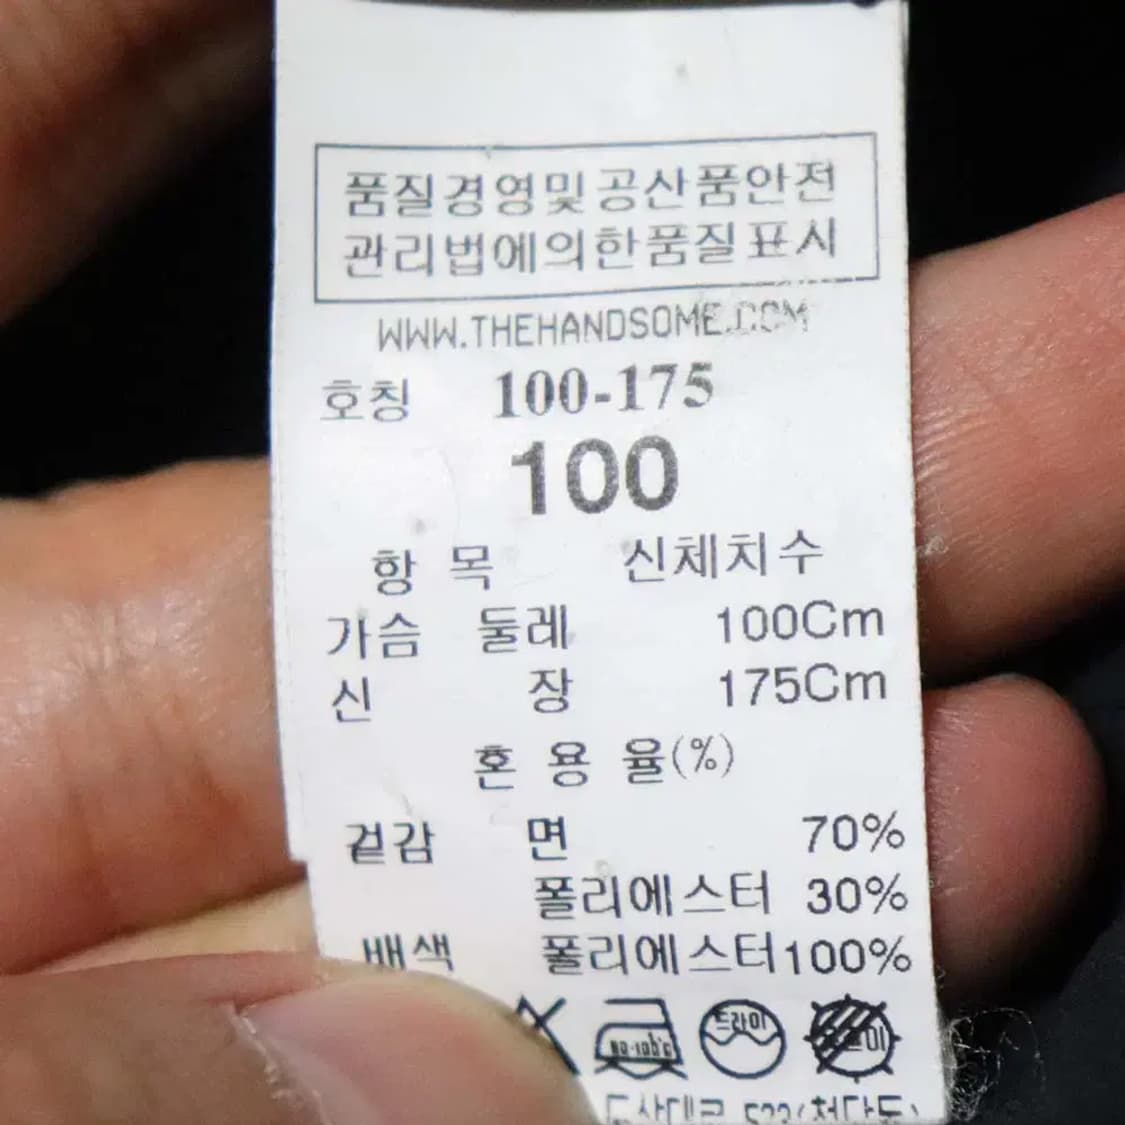 품질경영및공산품안전
관리법에의한품질표시
WWW.THEHANDSOME.COM
호칭 100-175
100
항 목 신체치수
가슴 둘레 100Cm
신 장 175Cm
혼 용 율(%)
겉감 면 70%
폴리에스터 30%
배색 폴리에스터100%
드라이